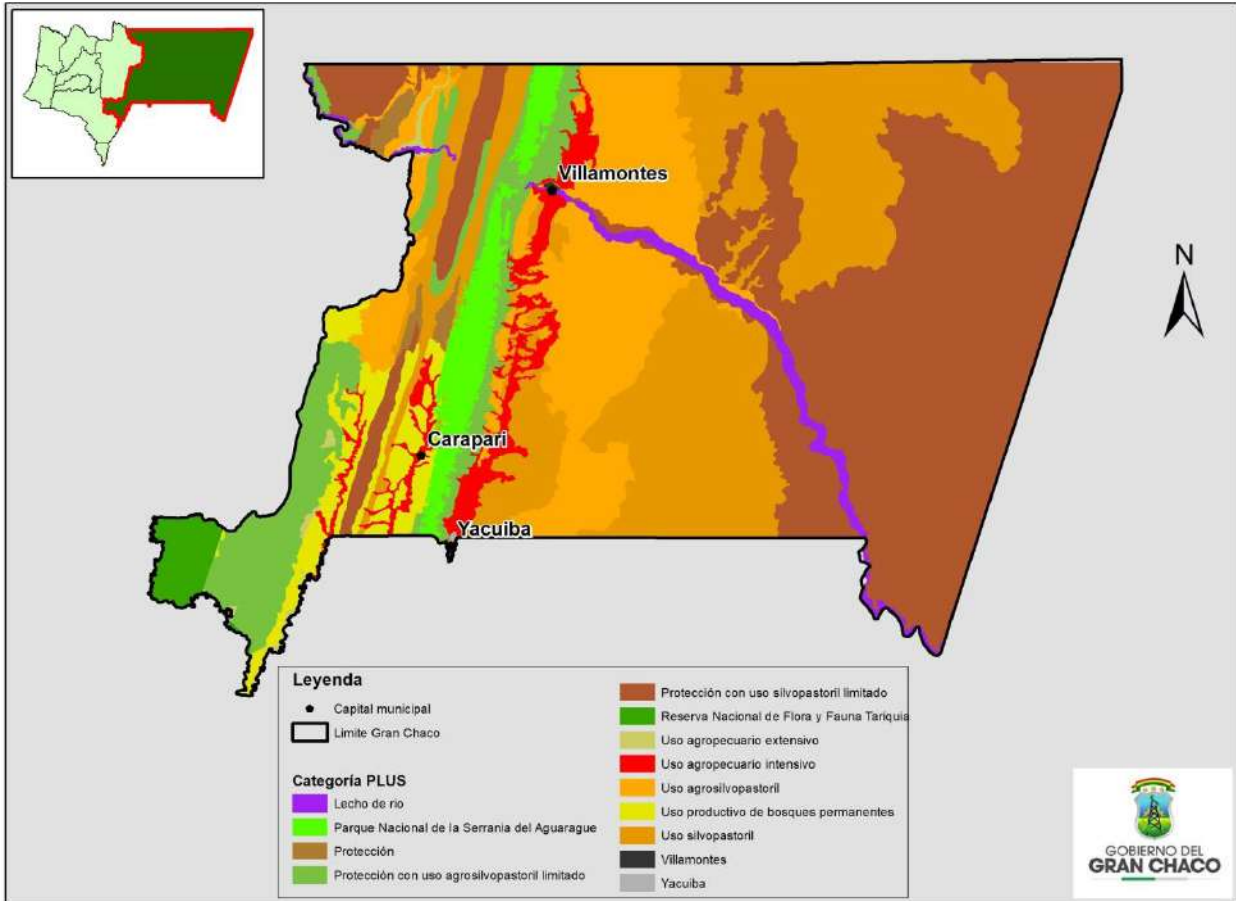 N
Villamontes
Carapari
Yacuiba
Leyenda
Capital municipal
Limite Gran Chaco
Categoría PLUS
Lecho de rio
Parque Nacional de la Serrania del Aguarague
Protección
Protección con uso agrosilvopastoril limitado
Protección con uso silvopastoril limitado
Reserva Nacional de Flora y Fauna Tariquia
Uso agropecuario extensivo
Uso agropecuario intensivo
Uso agrosilvopastoril
Uso productivo de bosques permanentes
Uso silvopastoril
Villamontes
Yacuiba
GOBIERNO DEL
GRAN CHACO